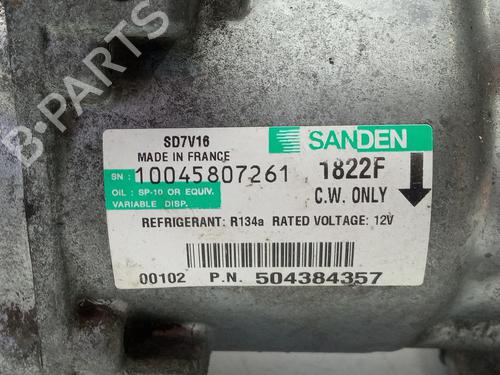 B-PARTS
SD7V16
MADE IN FRANCE
SANDEN
SN : 10045807261
1822F
OIL : SP-10 OR EQUIV.
VARIABLE DISP.
C.W. ONLY
REFRIGERANT: R134a RATED VOLTAGE: 12V
00102 P.N. 504384357